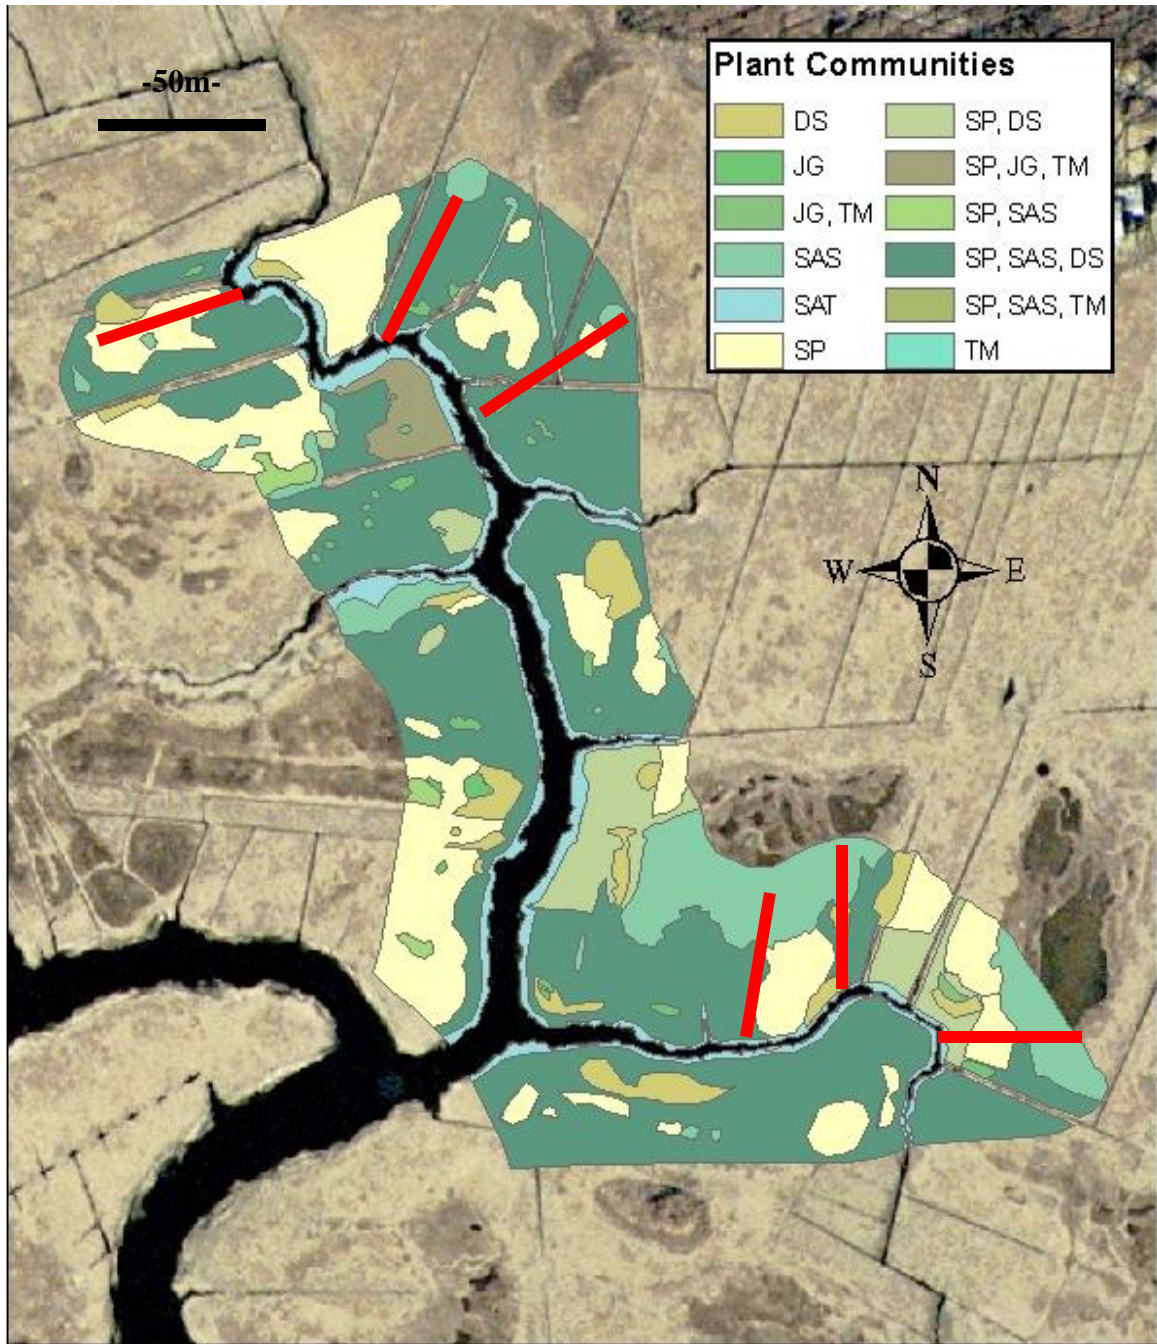 -50m-
Plant Communities
DS
SP, DS
JG
SP, JG, TM
JG, TM
SP, SAS
SAS
SP, SAS, DS
SAT
SP, SAS, TM
SP
TM
N
W
E
S